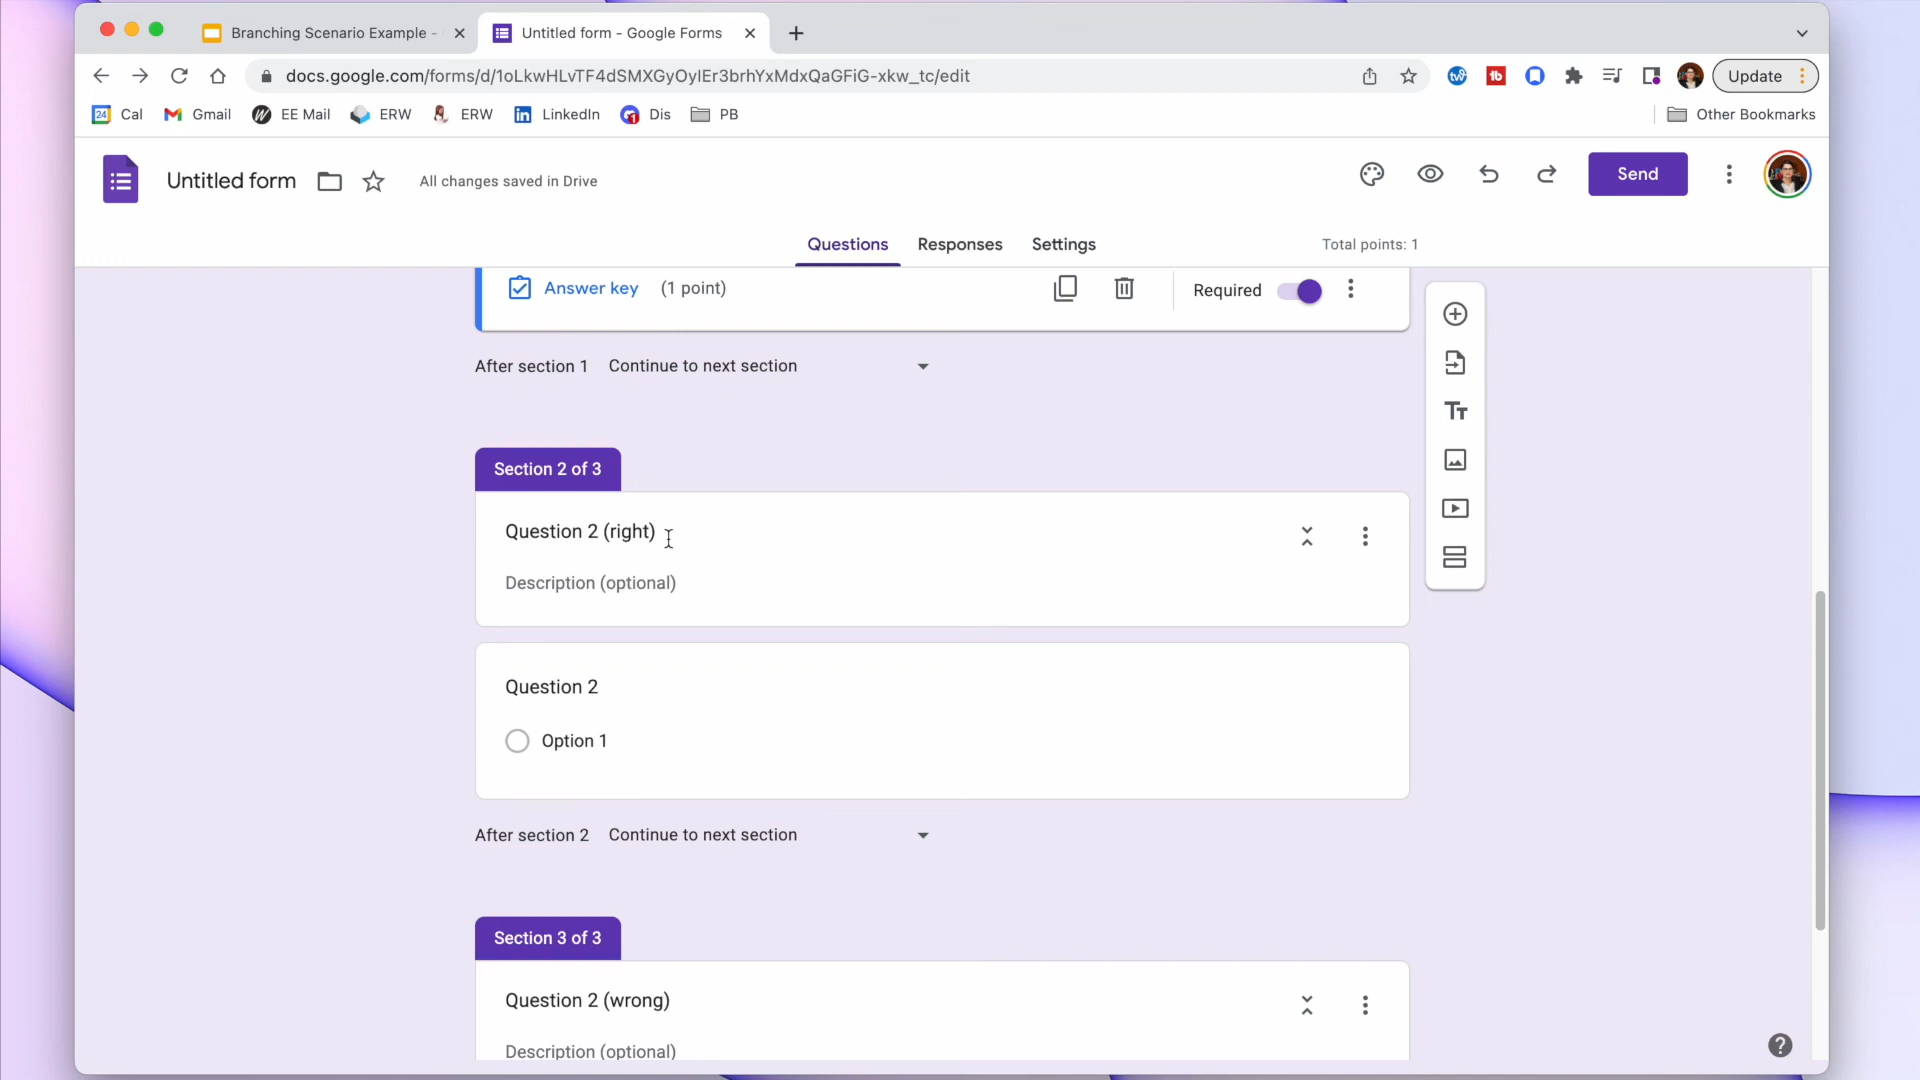 Branching Scenario Example -
Untitled form - Google Forms
docs.google.com/forms/d/1oLkwHLvTF4dSMXGyOyIEr3brhYxMdxQaGFiG-xkw_tc/edit
Update
24
Cal
Gmail
EE Mail
ERW
ERW
LinkedIn
Dis
PB
Other Bookmarks
Untitled form
All changes saved in Drive
Send
Questions
Responses
Settings
Total points: 1
Answer key
(1 point)
Required
After section 1
Continue to next section
Section 2 of 3
Question 2 (right)
Description (optional)
Question 2
Option 1
After section 2
Continue to next section
Section 3 of 3
Question 2 (wrong)
Description (optional)